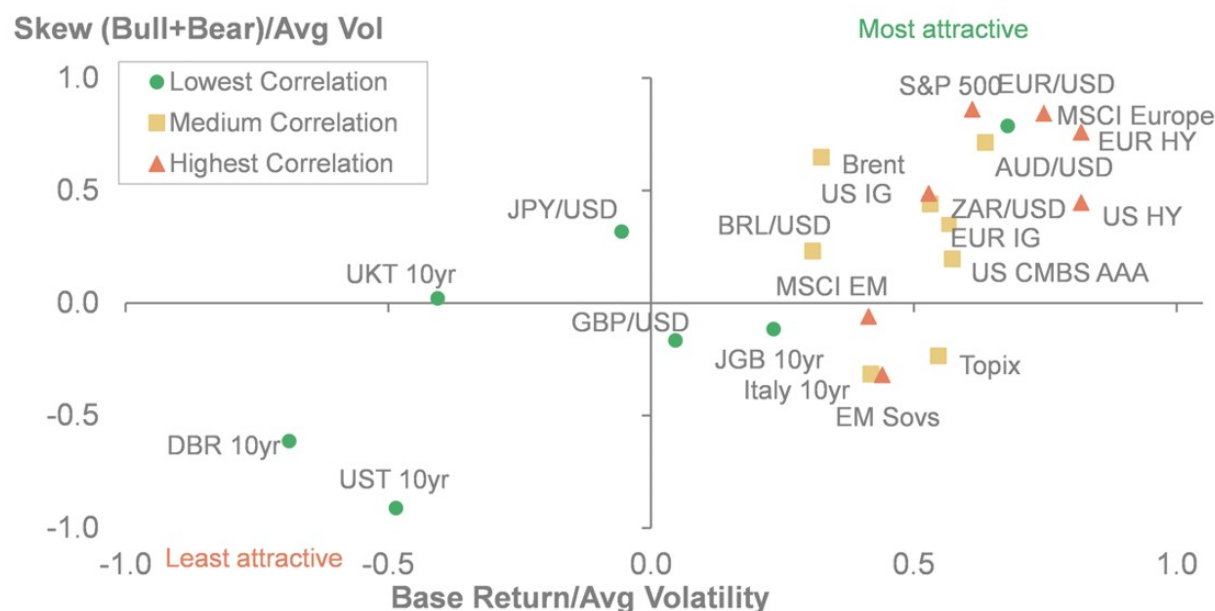 Skew (Bull+Bear)/Avg Vol
Most attractive
Lowest Correlation
Medium Correlation
Highest Correlation
1.0
0.5
0.0
-0.5
-1.0
S&P 500
EUR/USD
MSCI Europe
EUR HY
AUD/USD
Brent
US IG
ZAR/USD
US HY
JPY/USD
BRL/USD
EUR IG
UKT 10yr
US CMBS AAA
MSCI EM
GBP/USD
JGB 10yr
Topix
Italy 10yr
EM Sovs
DBR 10yr
UST 10yr
Least attractive
-1.0
-0.5
0.0
0.5
1.0
Base Return/Avg Volatility